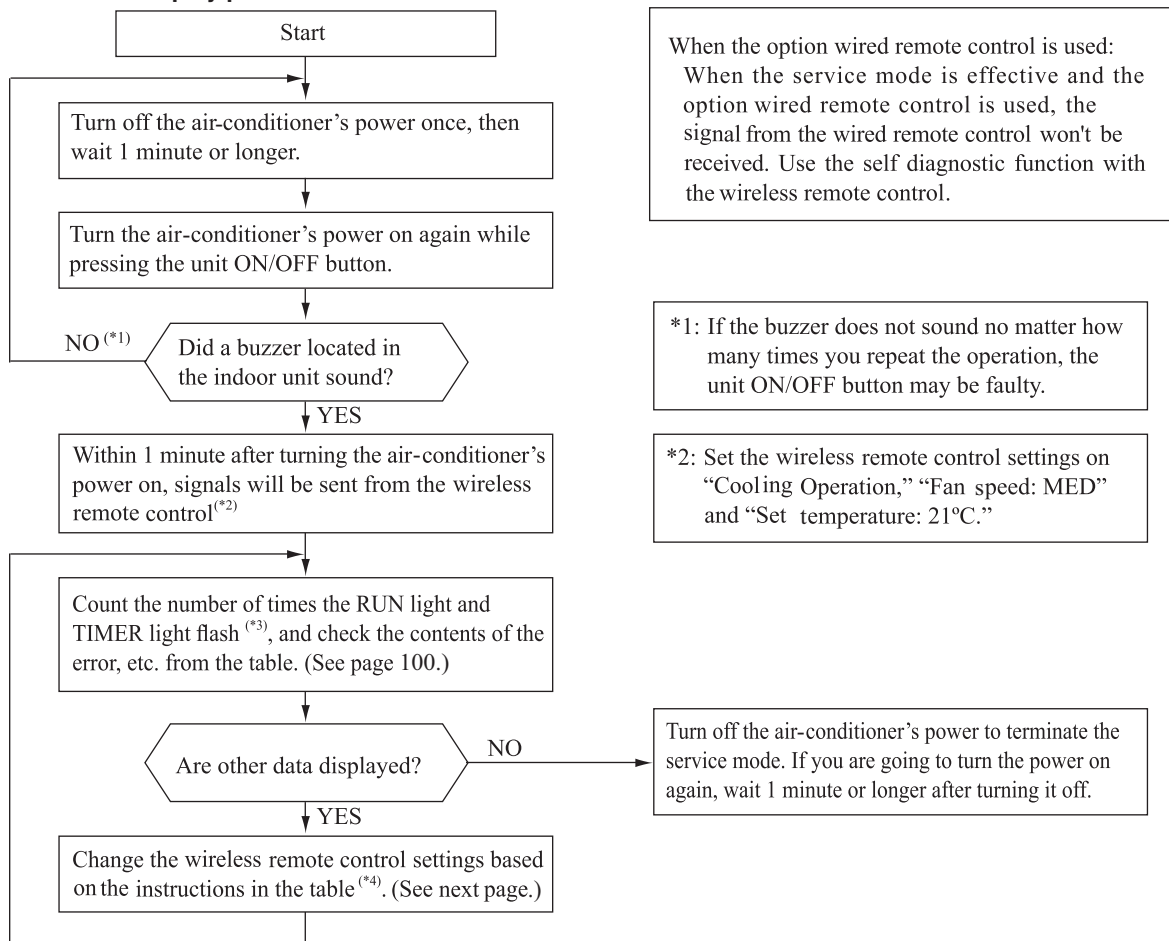 Start
Turn off the air-conditioner's power once, then
wait 1 minute or longer.
Turn the air-conditioner's power on again while
pressing the unit ON/OFF button.
NO (*1)
Did a buzzer located in
the indoor unit sound?
YES
Within 1 minute after turning the air-conditioner's
power on, signals will be sent from the wireless
remote control(*2)
Count the number of times the RUN light and
TIMER light flash (*3), and check the contents of the
error, etc. from the table. (See page 100.)
Are other data displayed?
NO
YES
Change the wireless remote control settings based
on the instructions in the table (*4). (See next page.)
When the option wired remote control is used:
When the service mode is effective and the
option wired remote control is used, the
signal from the wired remote control won't be
received. Use the self diagnostic function with
the wireless remote control.
*1: If the buzzer does not sound no matter how
many times you repeat the operation, the
unit ON/OFF button may be faulty.
*2: Set the wireless remote control settings on
“Cooling Operation,” “Fan speed: MED”
and “Set temperature: 21ºC.”
Turn off the air-conditioner's power to terminate the
service mode. If you are going to turn the power on
again, wait 1 minute or longer after turning it off.